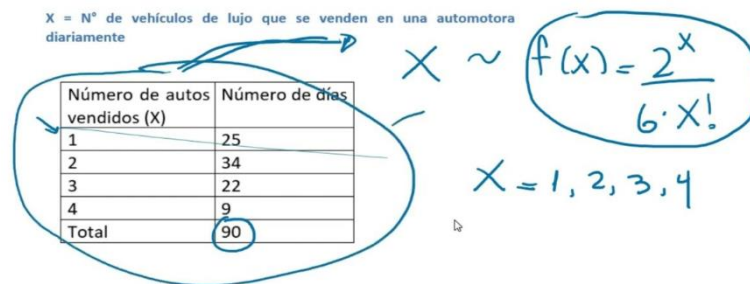 X = N° de vehículos de lujo que se venden en una automotora
diariamente
X ~ f(x) = 2^x / 6·x!
Número de autos vendidos (X) Número de días
1 25
2 34
3 22
4 9
Total 90
X = 1, 2, 3, 4